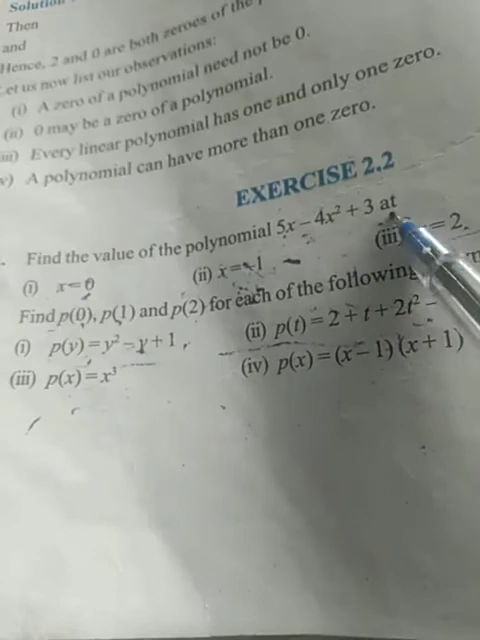 Solution
Then
and
Hence, 2 and 0 are both zeroes of the
Let us now list our observations:
(i) A zero of a polynomial need not be 0.
(ii) 0 may be a zero of a polynomial.
iii) Every linear polynomial has one and only one zero.
v) A polynomial can have more than one zero.
EXERCISE 2.2
Find the value of the polynomial 5x – 4x² + 3 at
(i) x = 0 (ii) x = –1 (iii) = 2
Find p(0), p(1) and p(2) for each of the following
(i) p(y) = y² – y + 1 (ii) p(t) = 2 + t + 2t² –
(iii) p(x) = x³ (iv) p(x) = (x – 1) (x + 1)